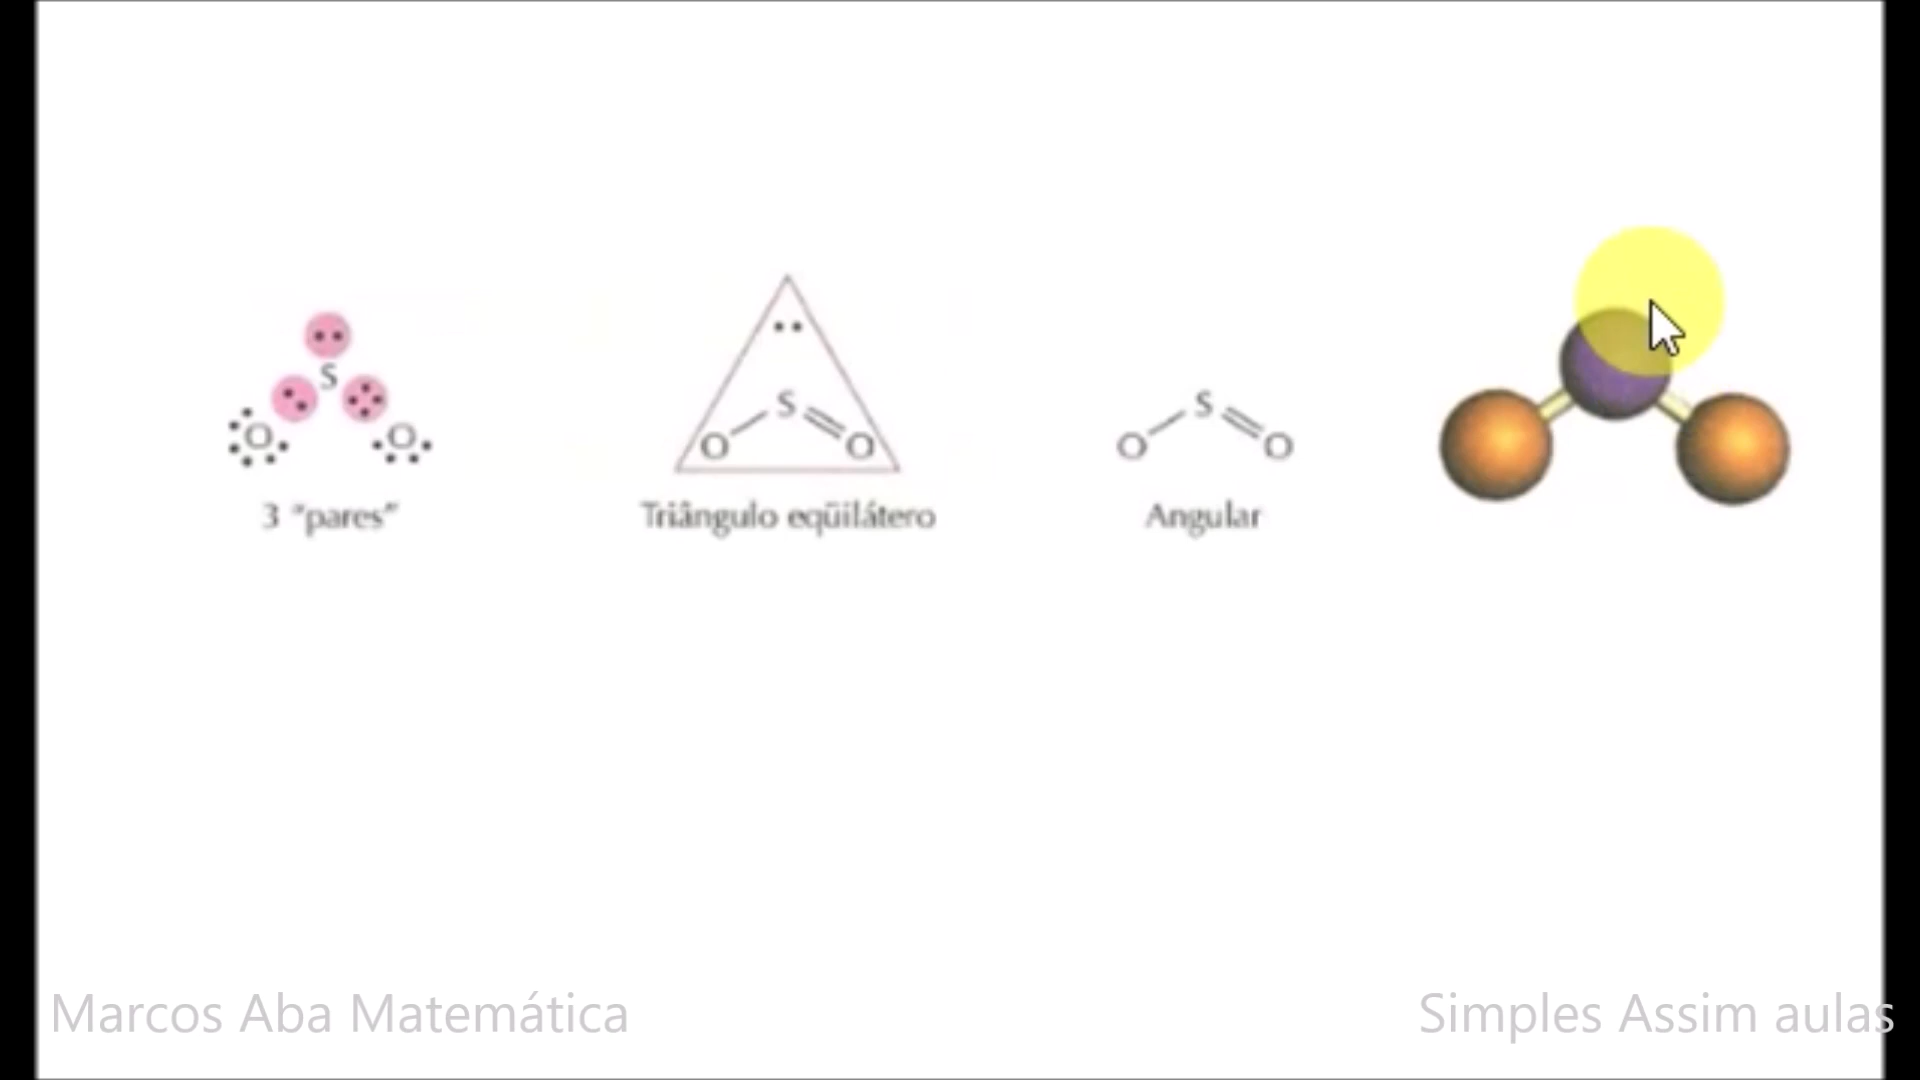 S
O O
3 "pares"
S
O O
Triângulo eqüilátero
S
O O
Angular
Marcos Aba Matemática
Simples Assim aulas